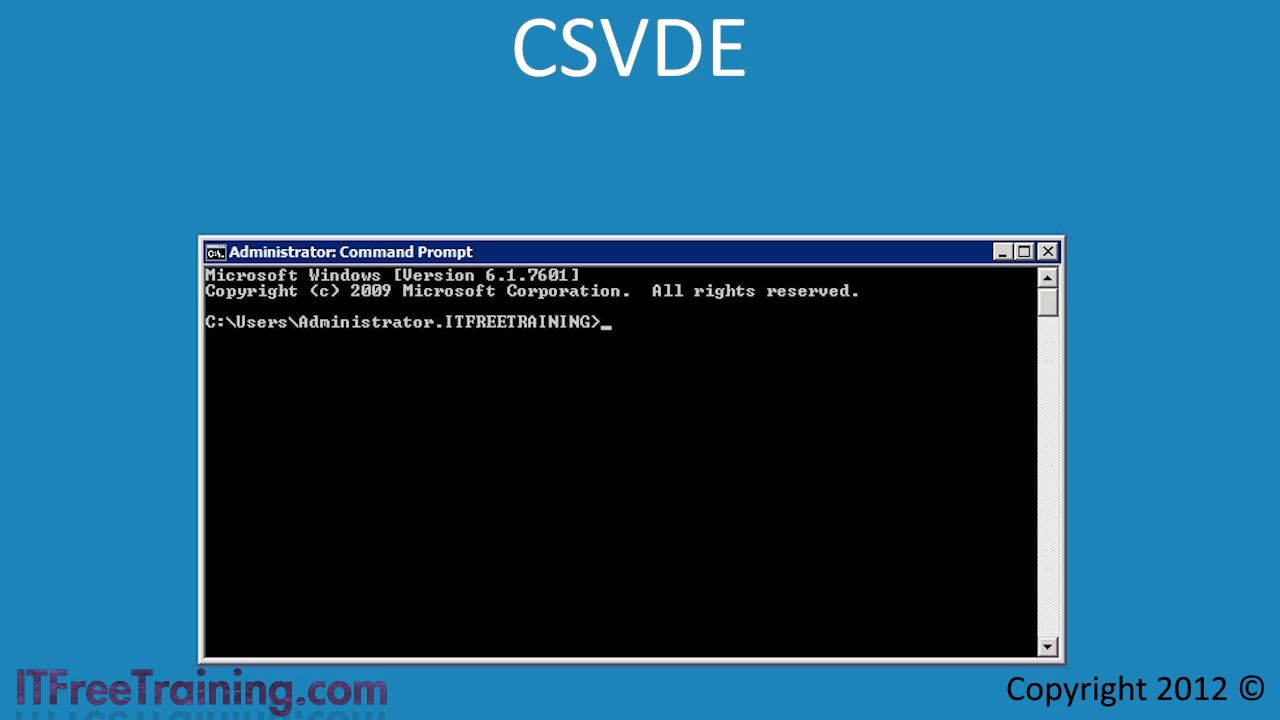 CSVDE
Administrator: Command Prompt
Microsoft Windows [Version 6.1.7601]
Copyright (c) 2009 Microsoft Corporation.  All rights reserved.
C:\Users\Administrator.ITFREETRAINING>_
ITFreeTraining.com
Copyright 2012 ©